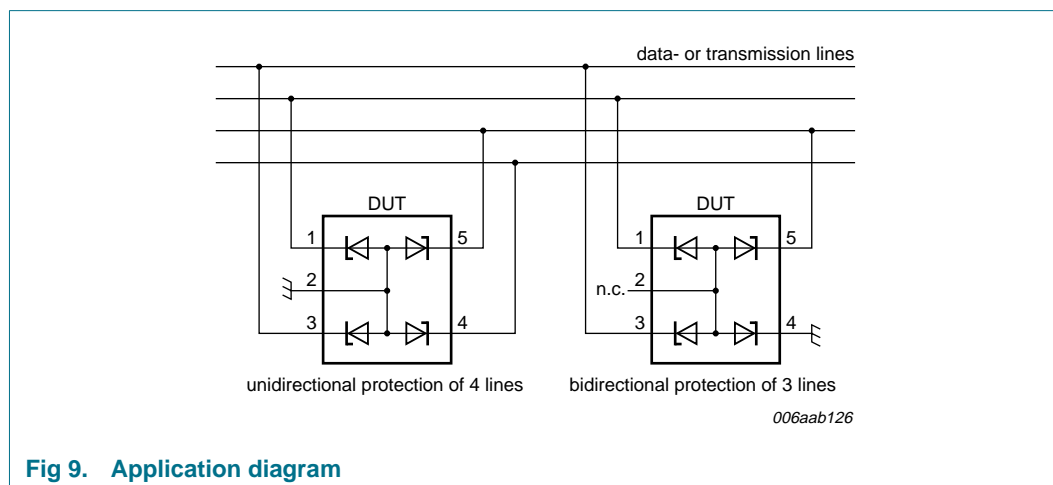 data- or transmission lines
DUT
DUT
1
5
1
5
2
n.c.
2
3
4
3
4
unidirectional protection of 4 lines
bidirectional protection of 3 lines
006aab126
Fig 9. Application diagram